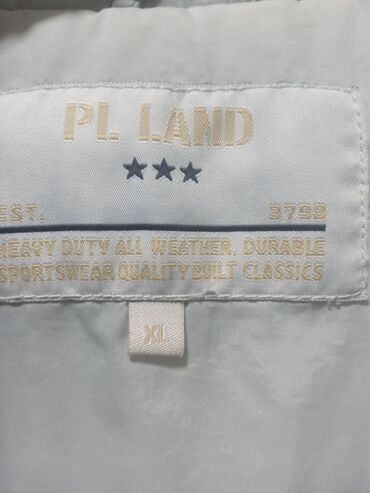 PL LAND
EST. 3798
HEAVY DUTY ALL WEATHER, DURABLE
SPORTSWEAR QUALITY BUILT CLASSICS
XL